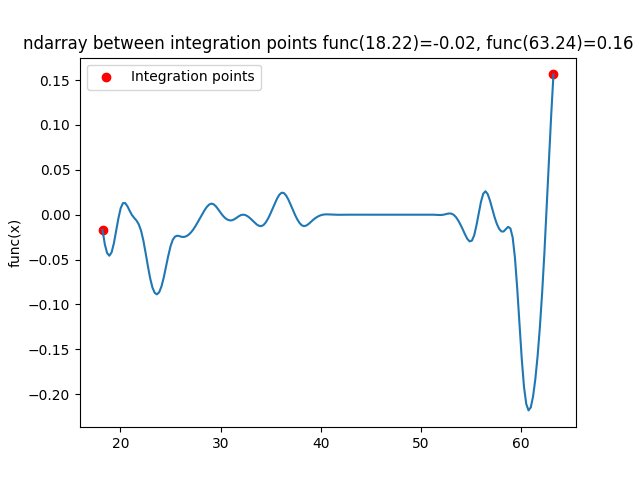 ndarray between integration points func(18.22)=-0.02, func(63.24)=0.16
Integration points
func(x)
0.15
0.10
0.05
0.00
−0.05
−0.10
−0.15
−0.20
20 30 40 50 60